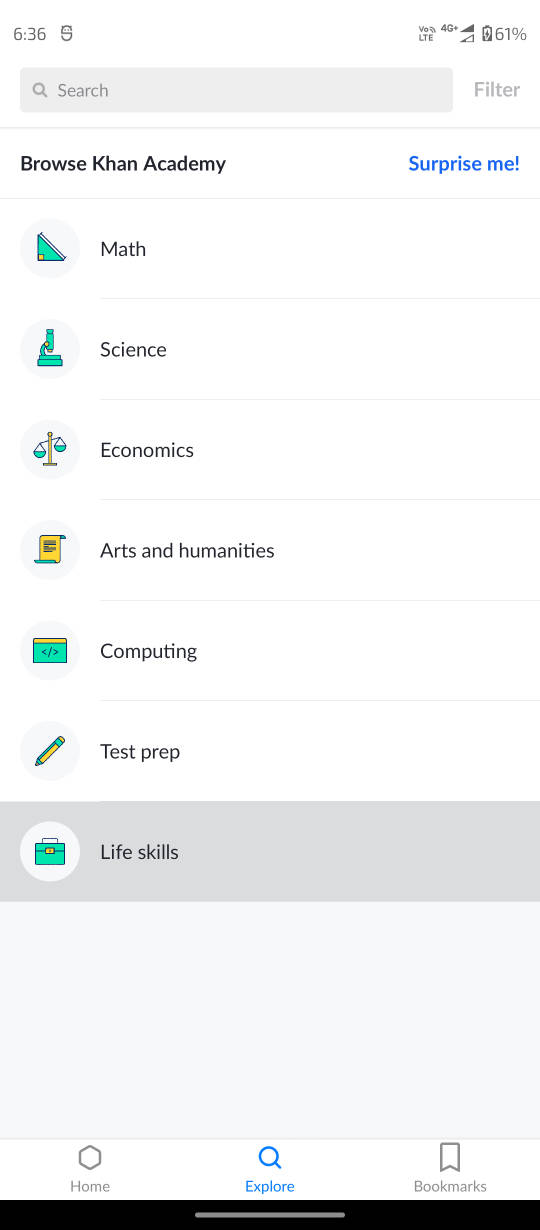 6:36
Vo LTE 4G+ 61%
Search
Filter
Browse Khan Academy
Surprise me!
Math
Science
Economics
Arts and humanities
</>
Computing
Test prep
Life skills
Home
Explore
Bookmarks